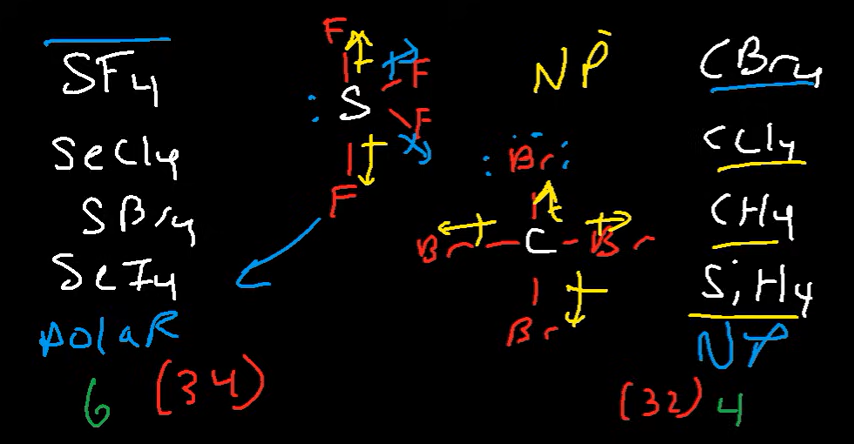 SF4
SeCl4
SBr4
SeI4
polaR
6 (34)
F
: S F
F
F
NP
: Br :
Br C Br
Br
CBr4
CCl4
CH4
SiH4
NP
(32) 4